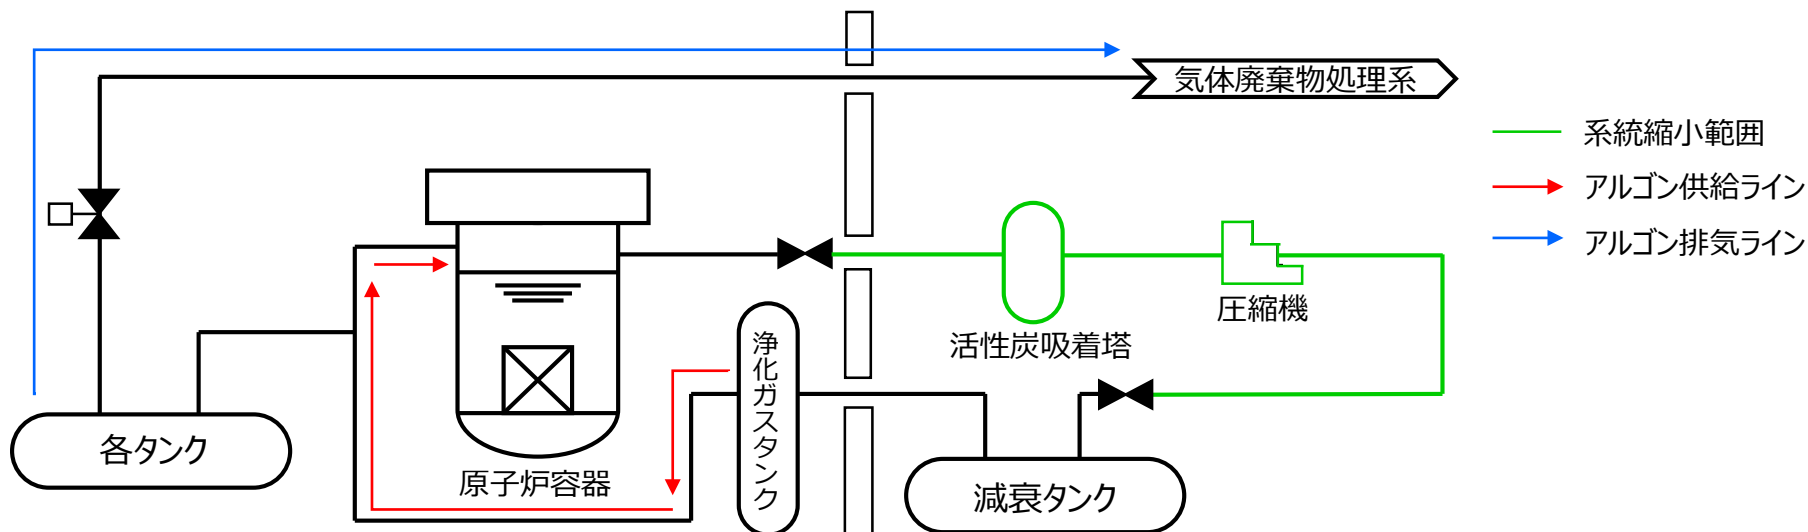 気体廃棄物処理系
系統縮小範囲
アルゴン供給ライン
アルゴン排気ライン
圧縮機
活性炭吸着塔
浄化ガスタンク
各タンク
原子炉容器
減衰タンク